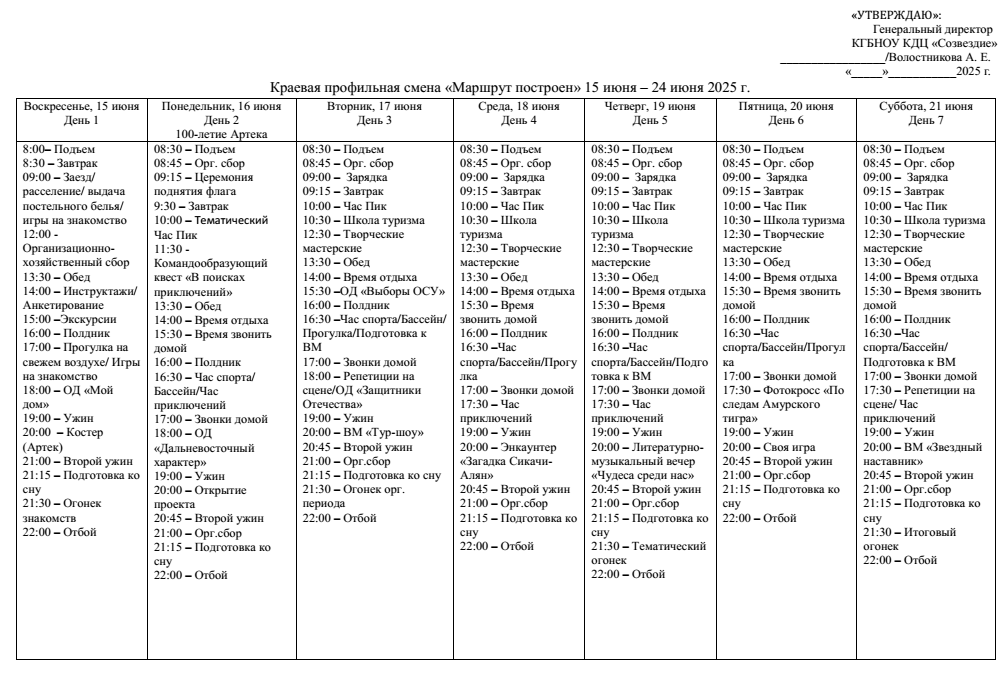 «УТВЕРЖДАЮ»:
Генеральный директор
КГБНОУ КДЦ «Созвездие»
_________________/Волостникова А. Е.
«_____»___________2025 г.
Краевая профильная смена «Маршрут построен» 15 июня – 24 июня 2025 г.
Воскресенье, 15 июня
День 1
8:00– Подъем
8:30 – Завтрак
09:00 – Заезд/
расселение/ выдача
постельного белья/
игры на знакомство
12:00 -
Организационно-
хозяйственный сбор
13:30 – Обед
14:00 – Инструктажи/
Анкетирование
15:00 –Экскурсии
16:00 – Полдник
17:00 – Прогулка на
свежем воздухе/ Игры
на знакомство
18:00 – ОД «Мой
дом»
19:00 – Ужин
20:00 – Костер
(Артек)
21:00 – Второй ужин
21:15 – Подготовка ко
сну
21:30 – Огонек
знакомств
22:00 – Отбой
Понедельник, 16 июня
День 2
100-летие Артека
08:30 – Подъем
08:45 – Орг. сбор
09:15 – Церемония
поднятия флага
9:30 – Завтрак
10:00 – Тематический
Час Пик
11:30 -
Командообразующий
квест «В поисках
приключений»
13:30 – Обед
14:00 – Время отдыха
15:30 – Время звонить
домой
16:00 – Полдник
16:30 – Час спорта/
Бассейн/Час
приключений
17:00 – Звонки домой
18:00 – ОД
«Дальневосточный
характер»
19:00 – Ужин
20:00 – Открытие
проекта
20:45 – Второй ужин
21:00 – Орг.сбор
21:15 – Подготовка ко
сну
22:00 – Отбой
Вторник, 17 июня
День 3
08:30 – Подъем
08:45 – Орг. сбор
09:00 – Зарядка
09:15 – Завтрак
10:00 – Час Пик
10:30 – Школа туризма
12:30 – Творческие
мастерские
13:30 – Обед
14:00 – Время отдыха
15:30 –ОД «Выборы ОСУ»
16:00 – Полдник
16:30 –Час спорта/Бассейн/
Прогулка/Подготовка к
ВМ
17:00 – Звонки домой
18:00 – Репетиции на
сцене/ОД «Защитники
Отечества»
19:00 – Ужин
20:00 – ВМ «Тур-шоу»
20:45 – Второй ужин
21:00 – Орг.сбор
21:15 – Подготовка ко сну
21:30 – Огонек орг.
периода
22:00 – Отбой
Среда, 18 июня
День 4
08:30 – Подъем
08:45 – Орг. сбор
09:00 – Зарядка
09:15 – Завтрак
10:00 – Час Пик
10:30 – Школа
туризма
12:30 – Творческие
мастерские
13:30 – Обед
14:00 – Время отдыха
15:30 – Время
звонить домой
16:00 – Полдник
16:30 –Час
спорта/Бассейн/Прогу
лка
17:00 – Звонки домой
17:30 – Час
приключений
19:00 – Ужин
20:00 – Энкаунтер
«Загадка Сикачи-
Алян»
20:45 – Второй ужин
21:00 – Орг.сбор
21:15 – Подготовка ко
сну
22:00 – Отбой
Четверг, 19 июня
День 5
08:30 – Подъем
08:45 – Орг. сбор
09:00 – Зарядка
09:15 – Завтрак
10:00 – Час Пик
10:30 – Школа
туризма
12:30 – Творческие
мастерские
13:30 – Обед
14:00 – Время отдыха
15:30 – Время
звонить домой
16:00 – Полдник
16:30 –Час
спорта/Бассейн/Подго
товка к ВМ
17:00 – Звонки домой
17:30 – Час
приключений
19:00 – Ужин
20:00 – Литературно-
музыкальный вечер
«Чудеса среди нас»
20:45 – Второй ужин
21:00 – Орг.сбор
21:15 – Подготовка ко
сну
21:30 – Тематический
огонек
22:00 – Отбой
Пятница, 20 июня
День 6
08:30 – Подъем
08:45 – Орг. сбор
09:00 – Зарядка
09:15 – Завтрак
10:00 – Час Пик
10:30 – Школа туризма
12:30 – Творческие
мастерские
13:30 – Обед
14:00 – Время отдыха
15:30 – Время звонить
домой
16:00 – Полдник
16:30 –Час
спорта/Бассейн/Прогул
ка
17:00 – Звонки домой
17:30 – Фотокросс «По
следам Амурского
тигра»
19:00 – Ужин
20:00 – Своя игра
20:45 – Второй ужин
21:00 – Орг.сбор
21:15 – Подготовка ко
сну
22:00 – Отбой
Суббота, 21 июня
День 7
08:30 – Подъем
08:45 – Орг. сбор
09:00 – Зарядка
09:15 – Завтрак
10:00 – Час Пик
10:30 – Школа туризма
12:30 – Творческие
мастерские
13:30 – Обед
14:00 – Время отдыха
15:30 – Время звонить
домой
16:00 – Полдник
16:30 –Час
спорта/Бассейн/
Подготовка к ВМ
17:00 – Звонки домой
17:30 – Репетиции на
сцене/ Час
приключений
19:00 – Ужин
20:00 – ВМ «Звездный
наставник»
20:45 – Второй ужин
21:00 – Орг.сбор
21:15 – Подготовка ко
сну
21:30 – Итоговый
огонек
22:00 – Отбой